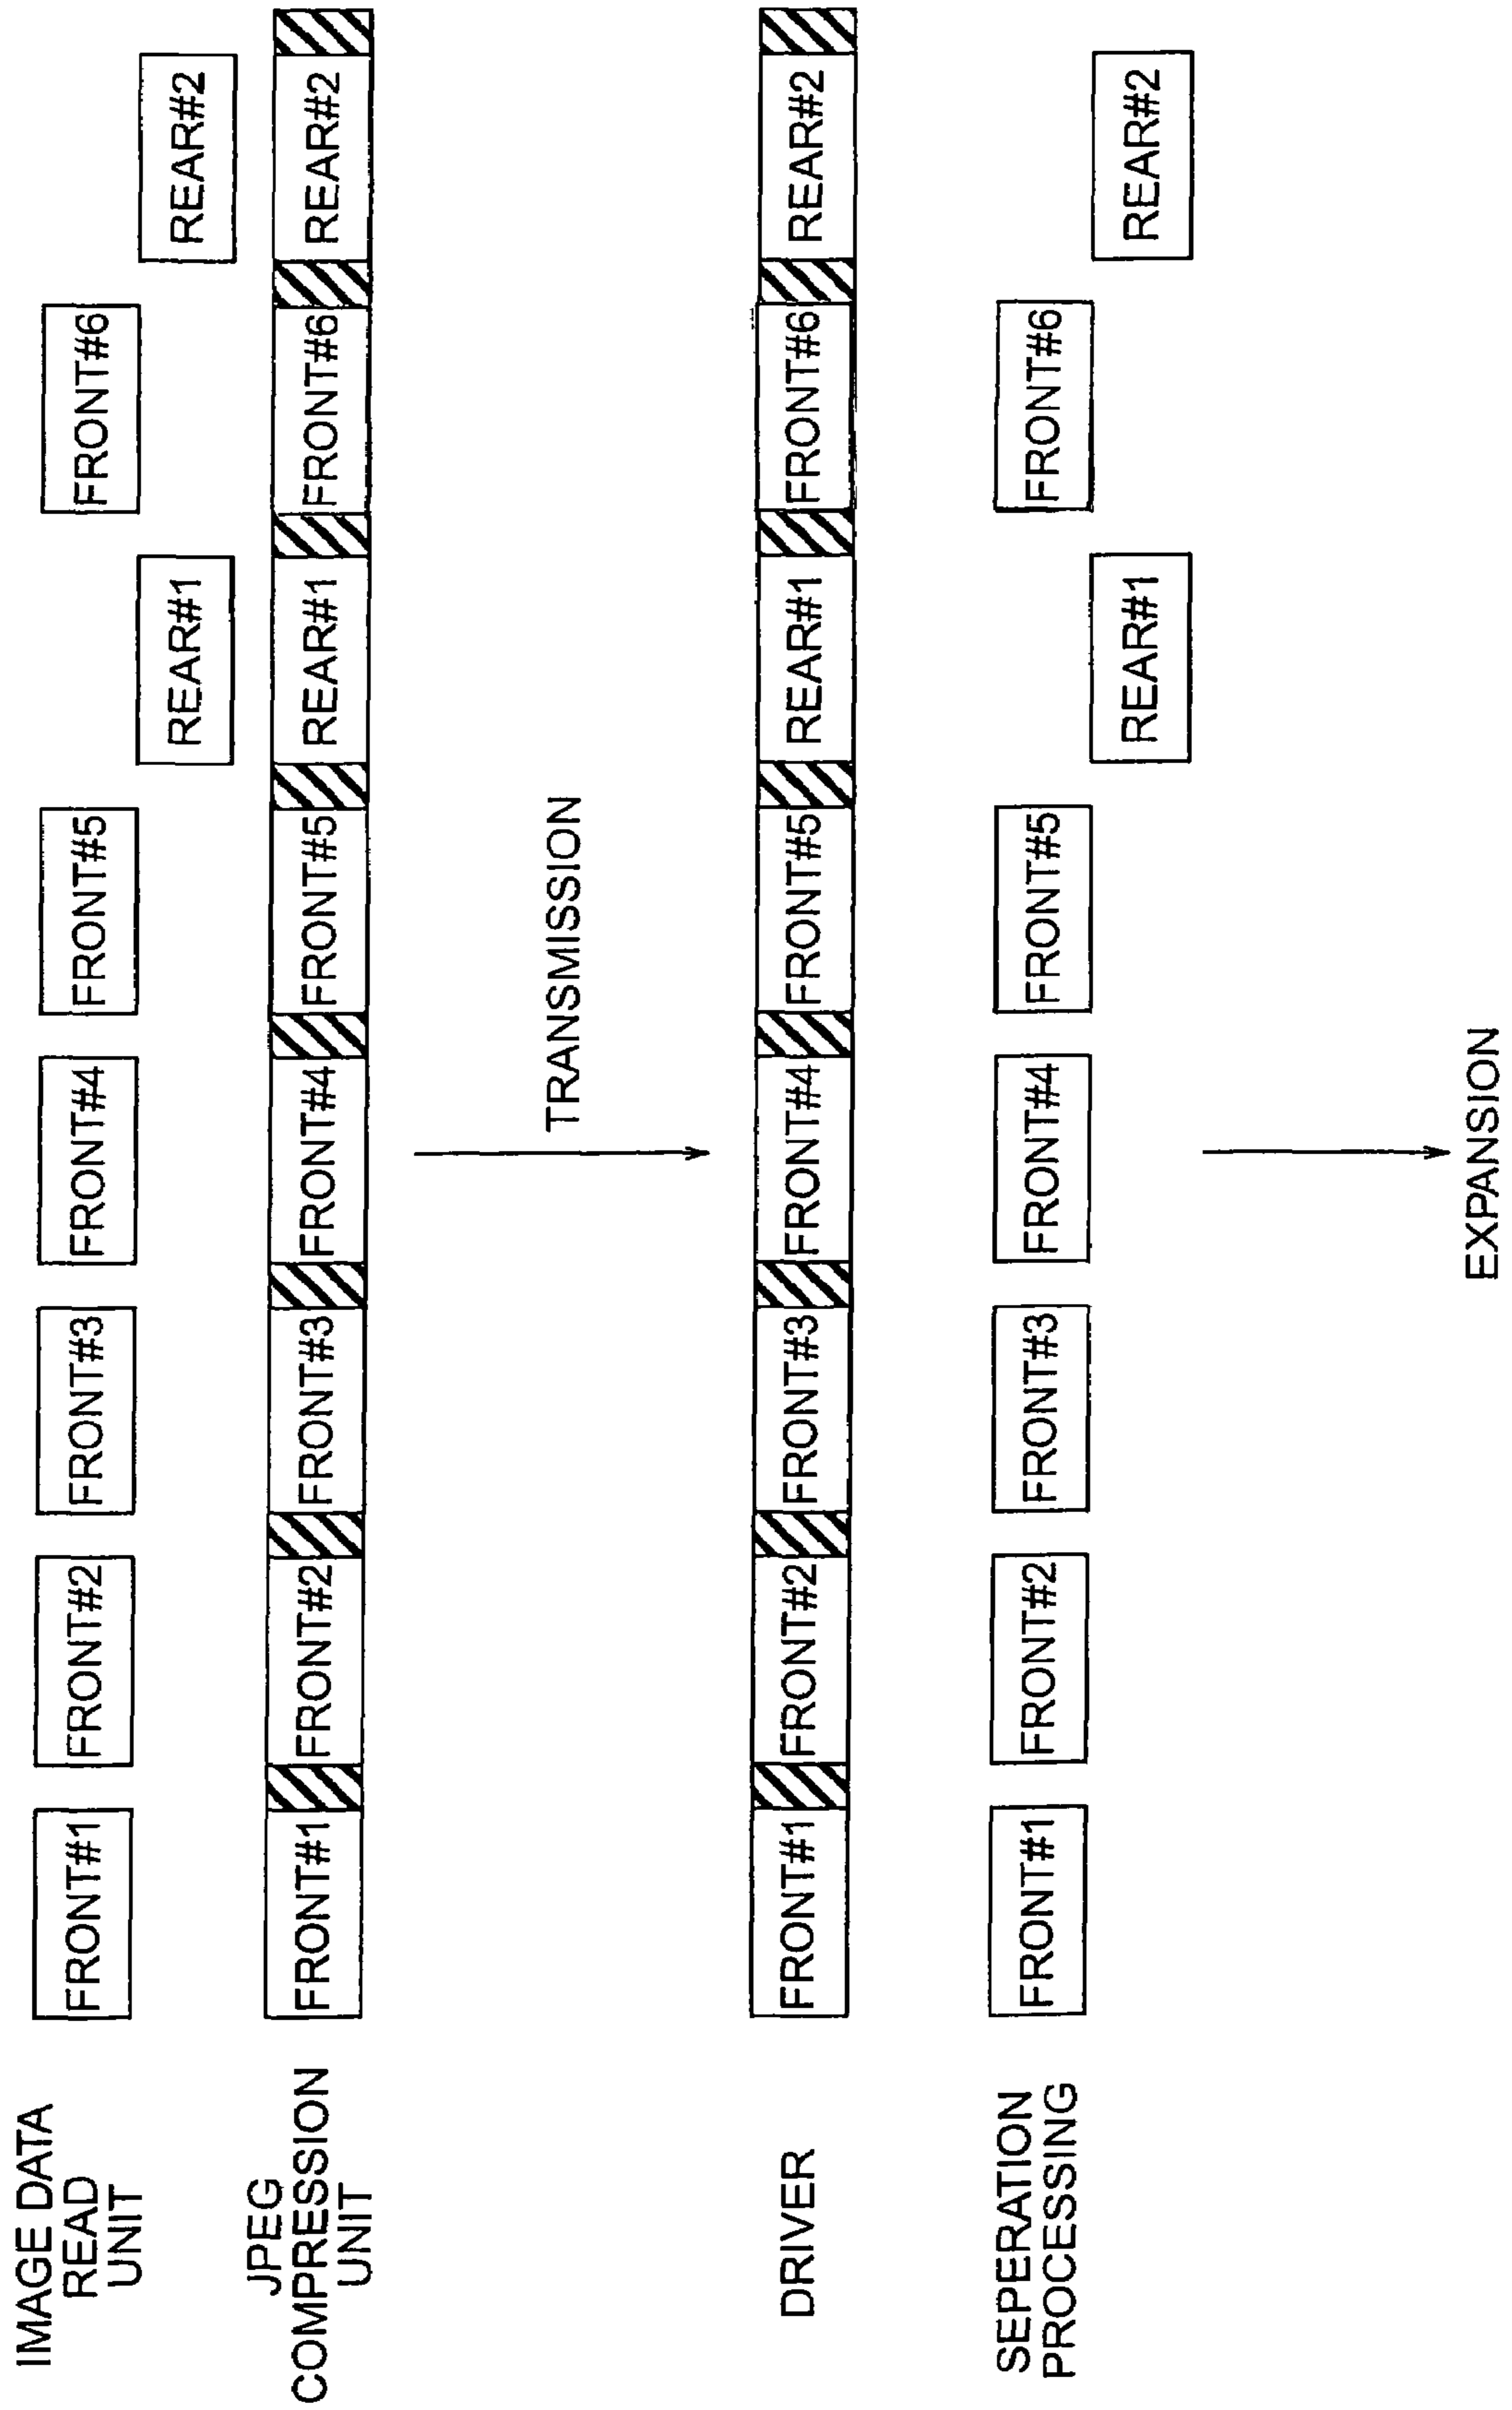 IMAGE DATA
READ
UNIT
FRONT#1
FRONT#2
FRONT#3
FRONT#4
FRONT#5
FRONT#6
REAR#1
REAR#2
JPEG
COMPRESSION
UNIT
FRONT#1
FRONT#2
FRONT#3
FRONT#4
FRONT#5
REAR#1
FRONT#6
REAR#2
TRANSMISSION
DRIVER
FRONT#1
FRONT#2
FRONT#3
FRONT#4
FRONT#5
REAR#1
FRONT#6
REAR#2
SEPERATION
PROCESSING
FRONT#1
FRONT#2
FRONT#3
FRONT#4
FRONT#5
FRONT#6
REAR#1
REAR#2
EXPANSION